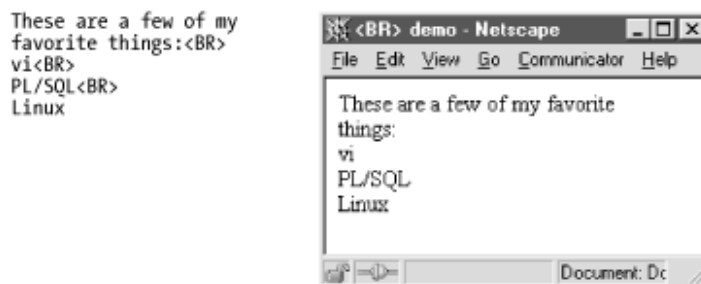 These are a few of my
favorite things:<BR>
vi<BR>
PL/SQL<BR>
Linux
<BR> demo - Netscape
File Edit View Go Communicator Help
These are a few of my favorite
things:
vi
PL/SQL
Linux
Document: Dc